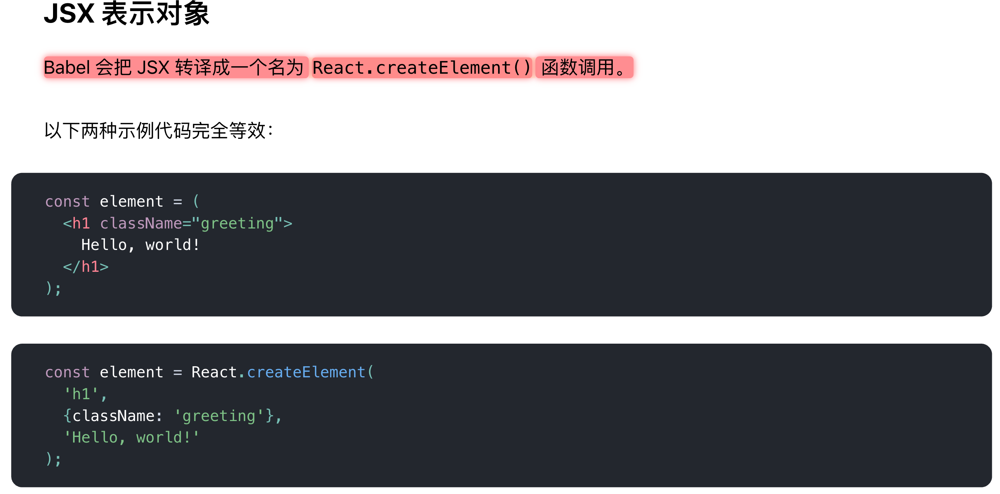 JSX 表示对象
Babel 会把 JSX 转译成一个名为 React.createElement() 函数调用。
以下两种示例代码完全等效：
const element = (
  <h1 className="greeting">
    Hello, world!
  </h1>
);
const element = React.createElement(
  'h1',
  {className: 'greeting'},
  'Hello, world!'
);